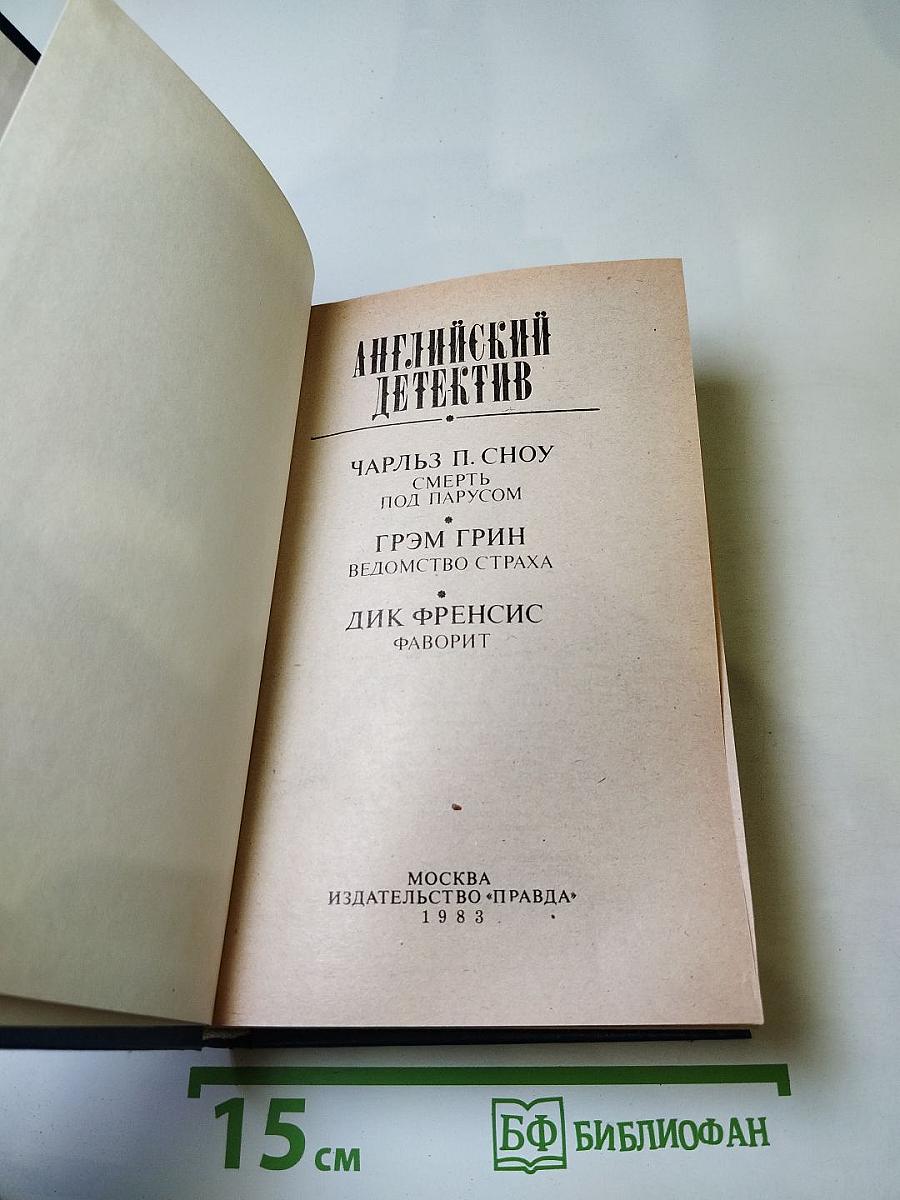 АНГЛИЙСКИЙ
ДЕТЕКТИВ
ЧАРЛЬЗ П. СНОУ
СМЕРТЬ
ПОД ПАРУСОМ
ГРЭМ ГРИН
ВЕДОМСТВО СТРАХА
ДИК ФРЕНСИС
ФАВОРИТ
МОСКВА
ИЗДАТЕЛЬСТВО «ПРАВДА»
1983
15 см
БФ БИБЛИОФАН